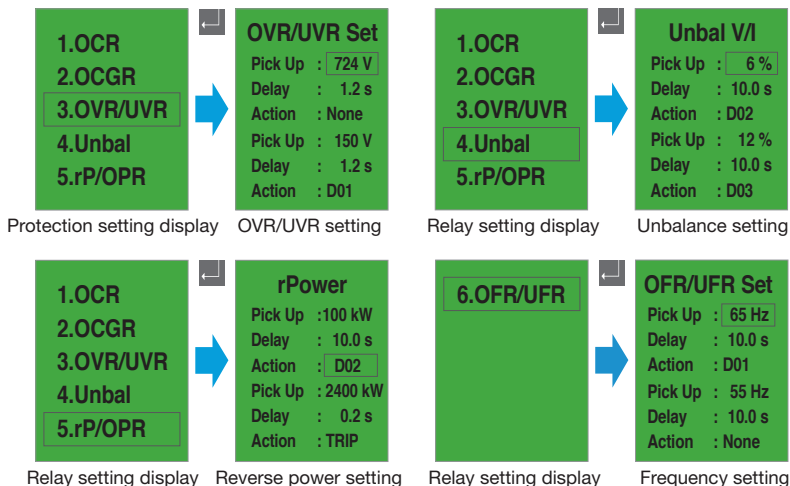 1.OCR
2.OCGR
3.OVR/UVR
4.Unbal
5.rP/OPR
Protection setting display
OVR/UVR Set
Pick Up : 724 V
Delay : 1.2 s
Action : None
Pick Up : 150 V
Delay : 1.2 s
Action : D01
OVR/UVR setting
1.OCR
2.OCGR
3.OVR/UVR
4.Unbal
5.rP/OPR
Relay setting display
Unbal V/I
Pick Up : 6 %
Delay : 10.0 s
Action : D02
Pick Up : 12 %
Delay : 10.0 s
Action : D03
Unbalance setting
1.OCR
2.OCGR
3.OVR/UVR
4.Unbal
5.rP/OPR
Relay setting display
rPower
Pick Up :100 kW
Delay : 10.0 s
Action : D02
Pick Up : 2400 kW
Delay : 0.2 s
Action : TRIP
Reverse power setting
6.OFR/UFR
Relay setting display
OFR/UFR Set
Pick Up : 65 Hz
Delay : 10.0 s
Action : D01
Pick Up : 55 Hz
Delay : 10.0 s
Action : None
Frequency setting